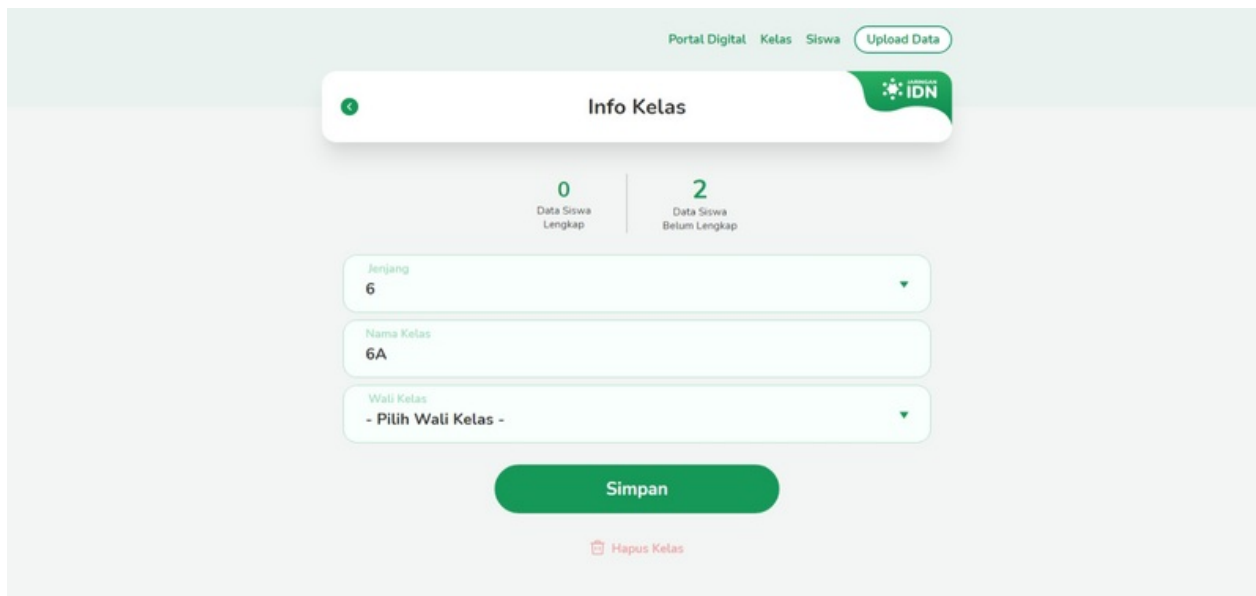 Portal Digital Kelas Siswa Upload Data
Info Kelas
JARINGAN
IDN
0
Data Siswa
Lengkap
2
Data Siswa
Belum Lengkap
Jenjang
6
Nama Kelas
6A
Wali Kelas
- Pilih Wali Kelas -
Simpan
Hapus Kelas